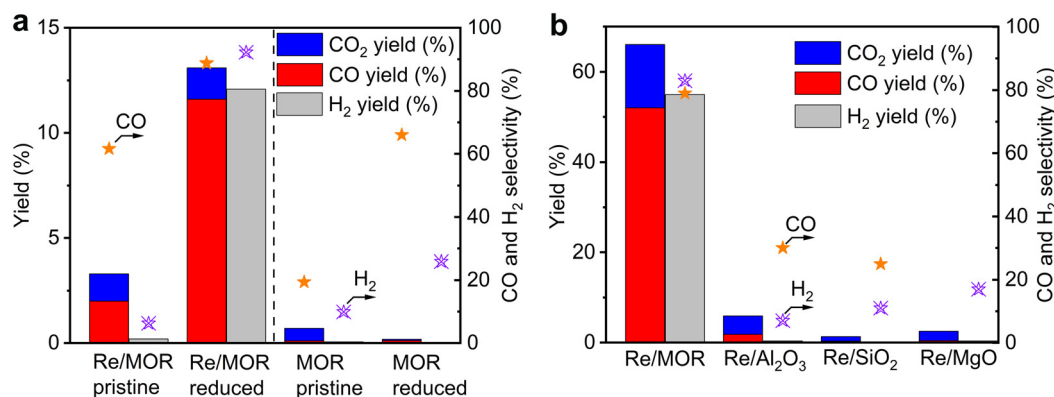 a
15
10
5
0
Yield (%)
CO₂ yield (%)
CO yield (%)
H₂ yield (%)
CO
H₂
100
80
60
40
20
0
CO and H₂ selectivity (%)
Re/MOR
pristine
Re/MOR
reduced
MOR
pristine
MOR
reduced
b
60
40
20
0
Yield (%)
CO₂ yield (%)
CO yield (%)
H₂ yield (%)
CO
H₂
100
80
60
40
20
0
CO and H₂ selectivity (%)
Re/MOR
Re/Al₂O₃
Re/SiO₂
Re/MgO